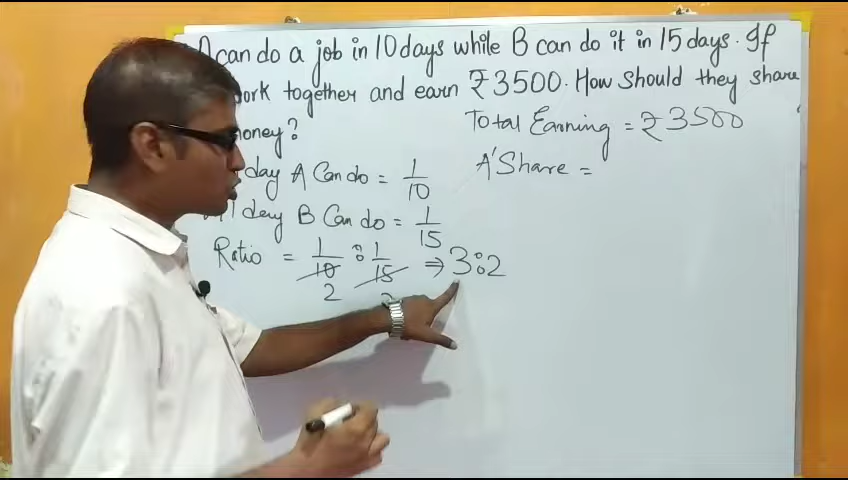 A can do a job in 10 days while B can do it in 15 days. If
work together and earn ₹3500. How should they share
money?
Total Earning = ₹3500
day A Can do = 1/10
A'Share =
1 day B Can do = 1/15
Ratio = 1/10 : 1/15 ⇒ 3:2
2